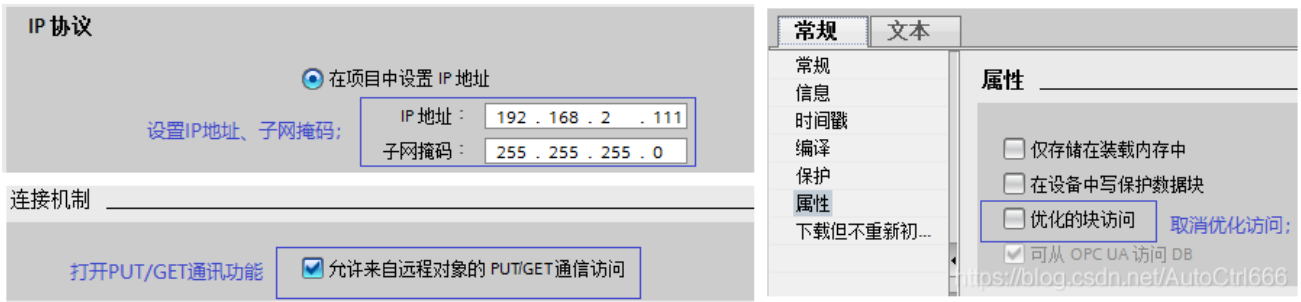 IP 协议
在项目中设置 IP 地址
设置IP地址、子网掩码;
IP 地址:
192 . 168 . 2 . 111
子网掩码:
255 . 255 . 255 . 0
连接机制
打开PUT/GET通讯功能
允许来自远程对象的 PUT/GET 通信访问
常规
文本
常规
信息
时间戳
编译
保护
属性
下载但不重新初...
属性
仅存储在装载内存中
在设备中写保护数据块
优化的块访问
取消优化访问;
可从 OPC UA 访问 DB
https://blog.csdn.net/AutoCtrl666